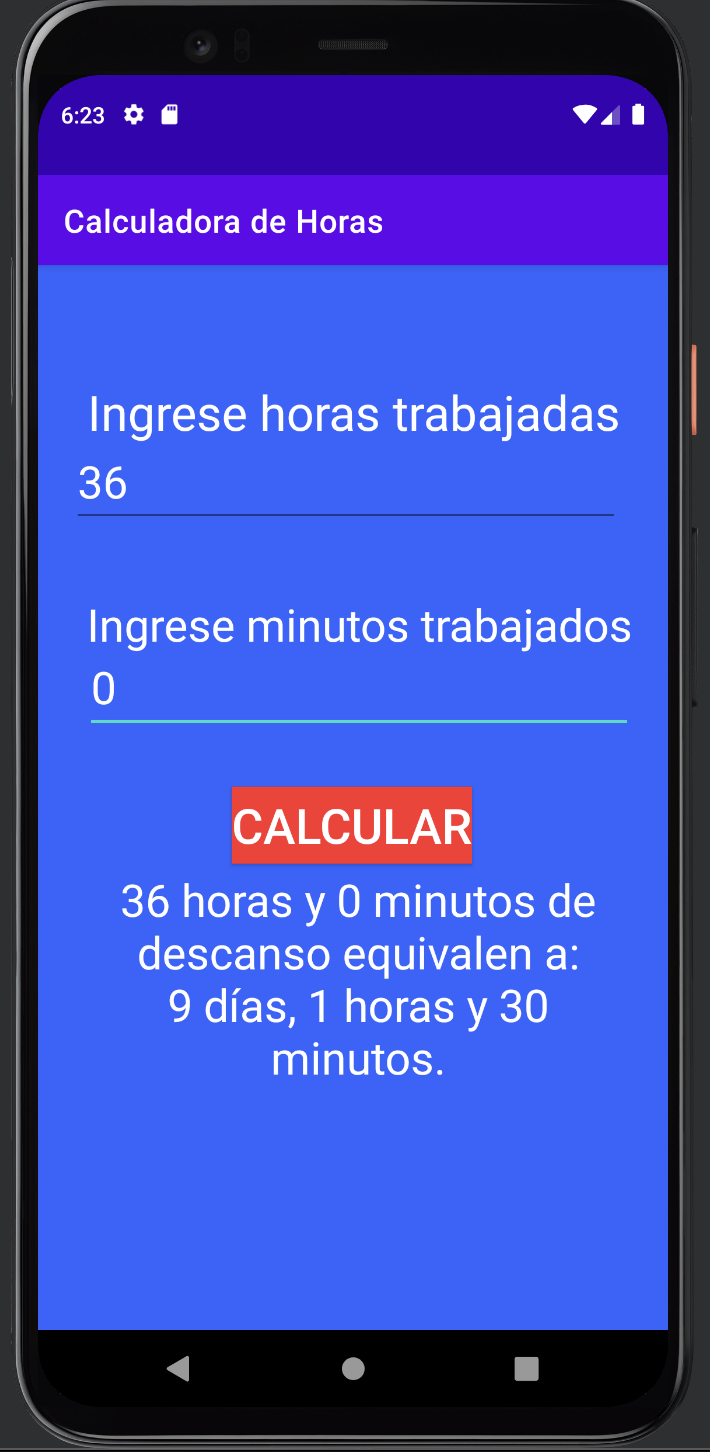 6:23
Calculadora de Horas
Ingrese horas trabajadas
36
Ingrese minutos trabajados
0
CALCULAR
36 horas y 0 minutos de
descanso equivalen a:
9 días, 1 horas y 30
minutos.